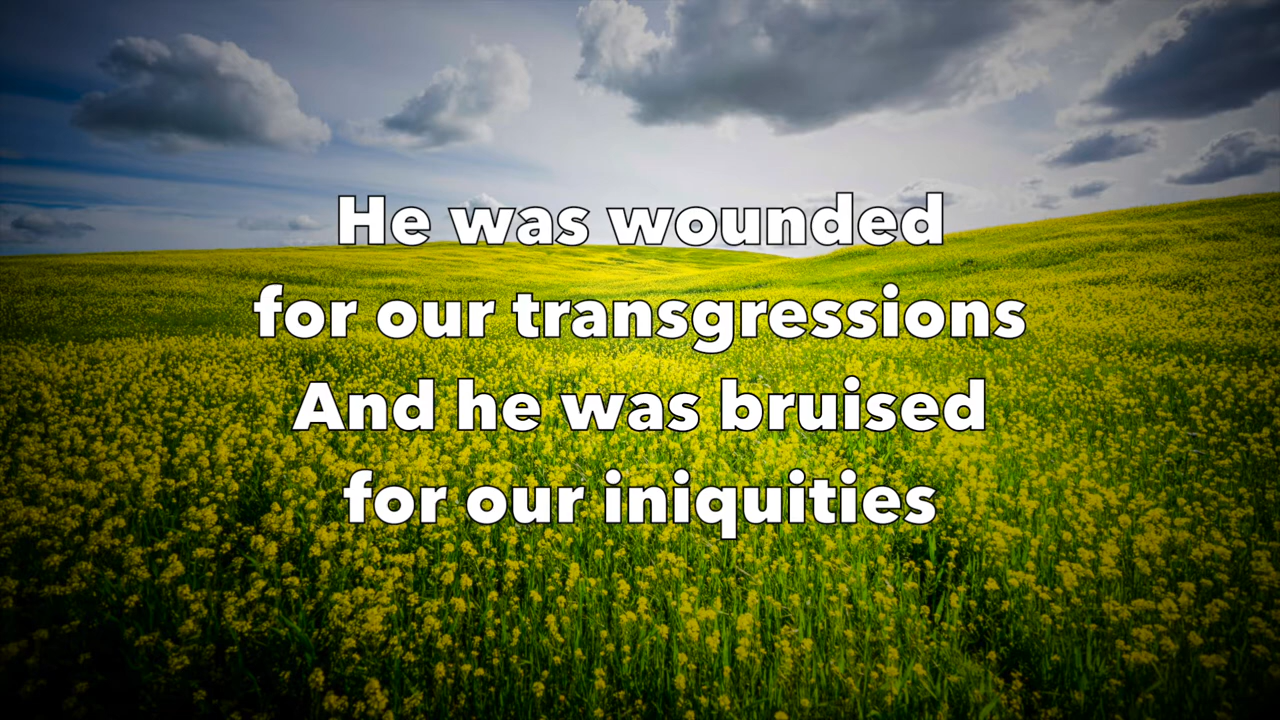 He was wounded
for our transgressions
And he was bruised
for our iniquities